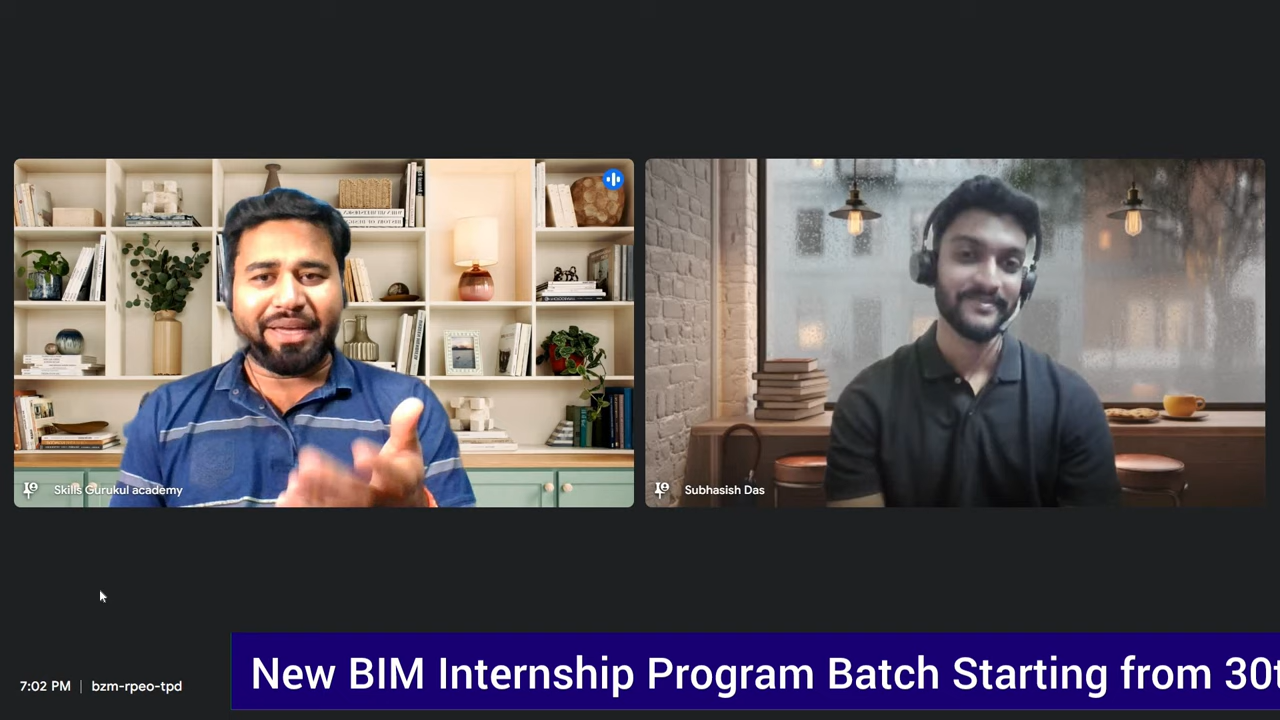 Skills Gurukul academy
Subhasish Das
7:02 PM | bzm-rpeo-tpd
New BIM Internship Program Batch Starting from 30t